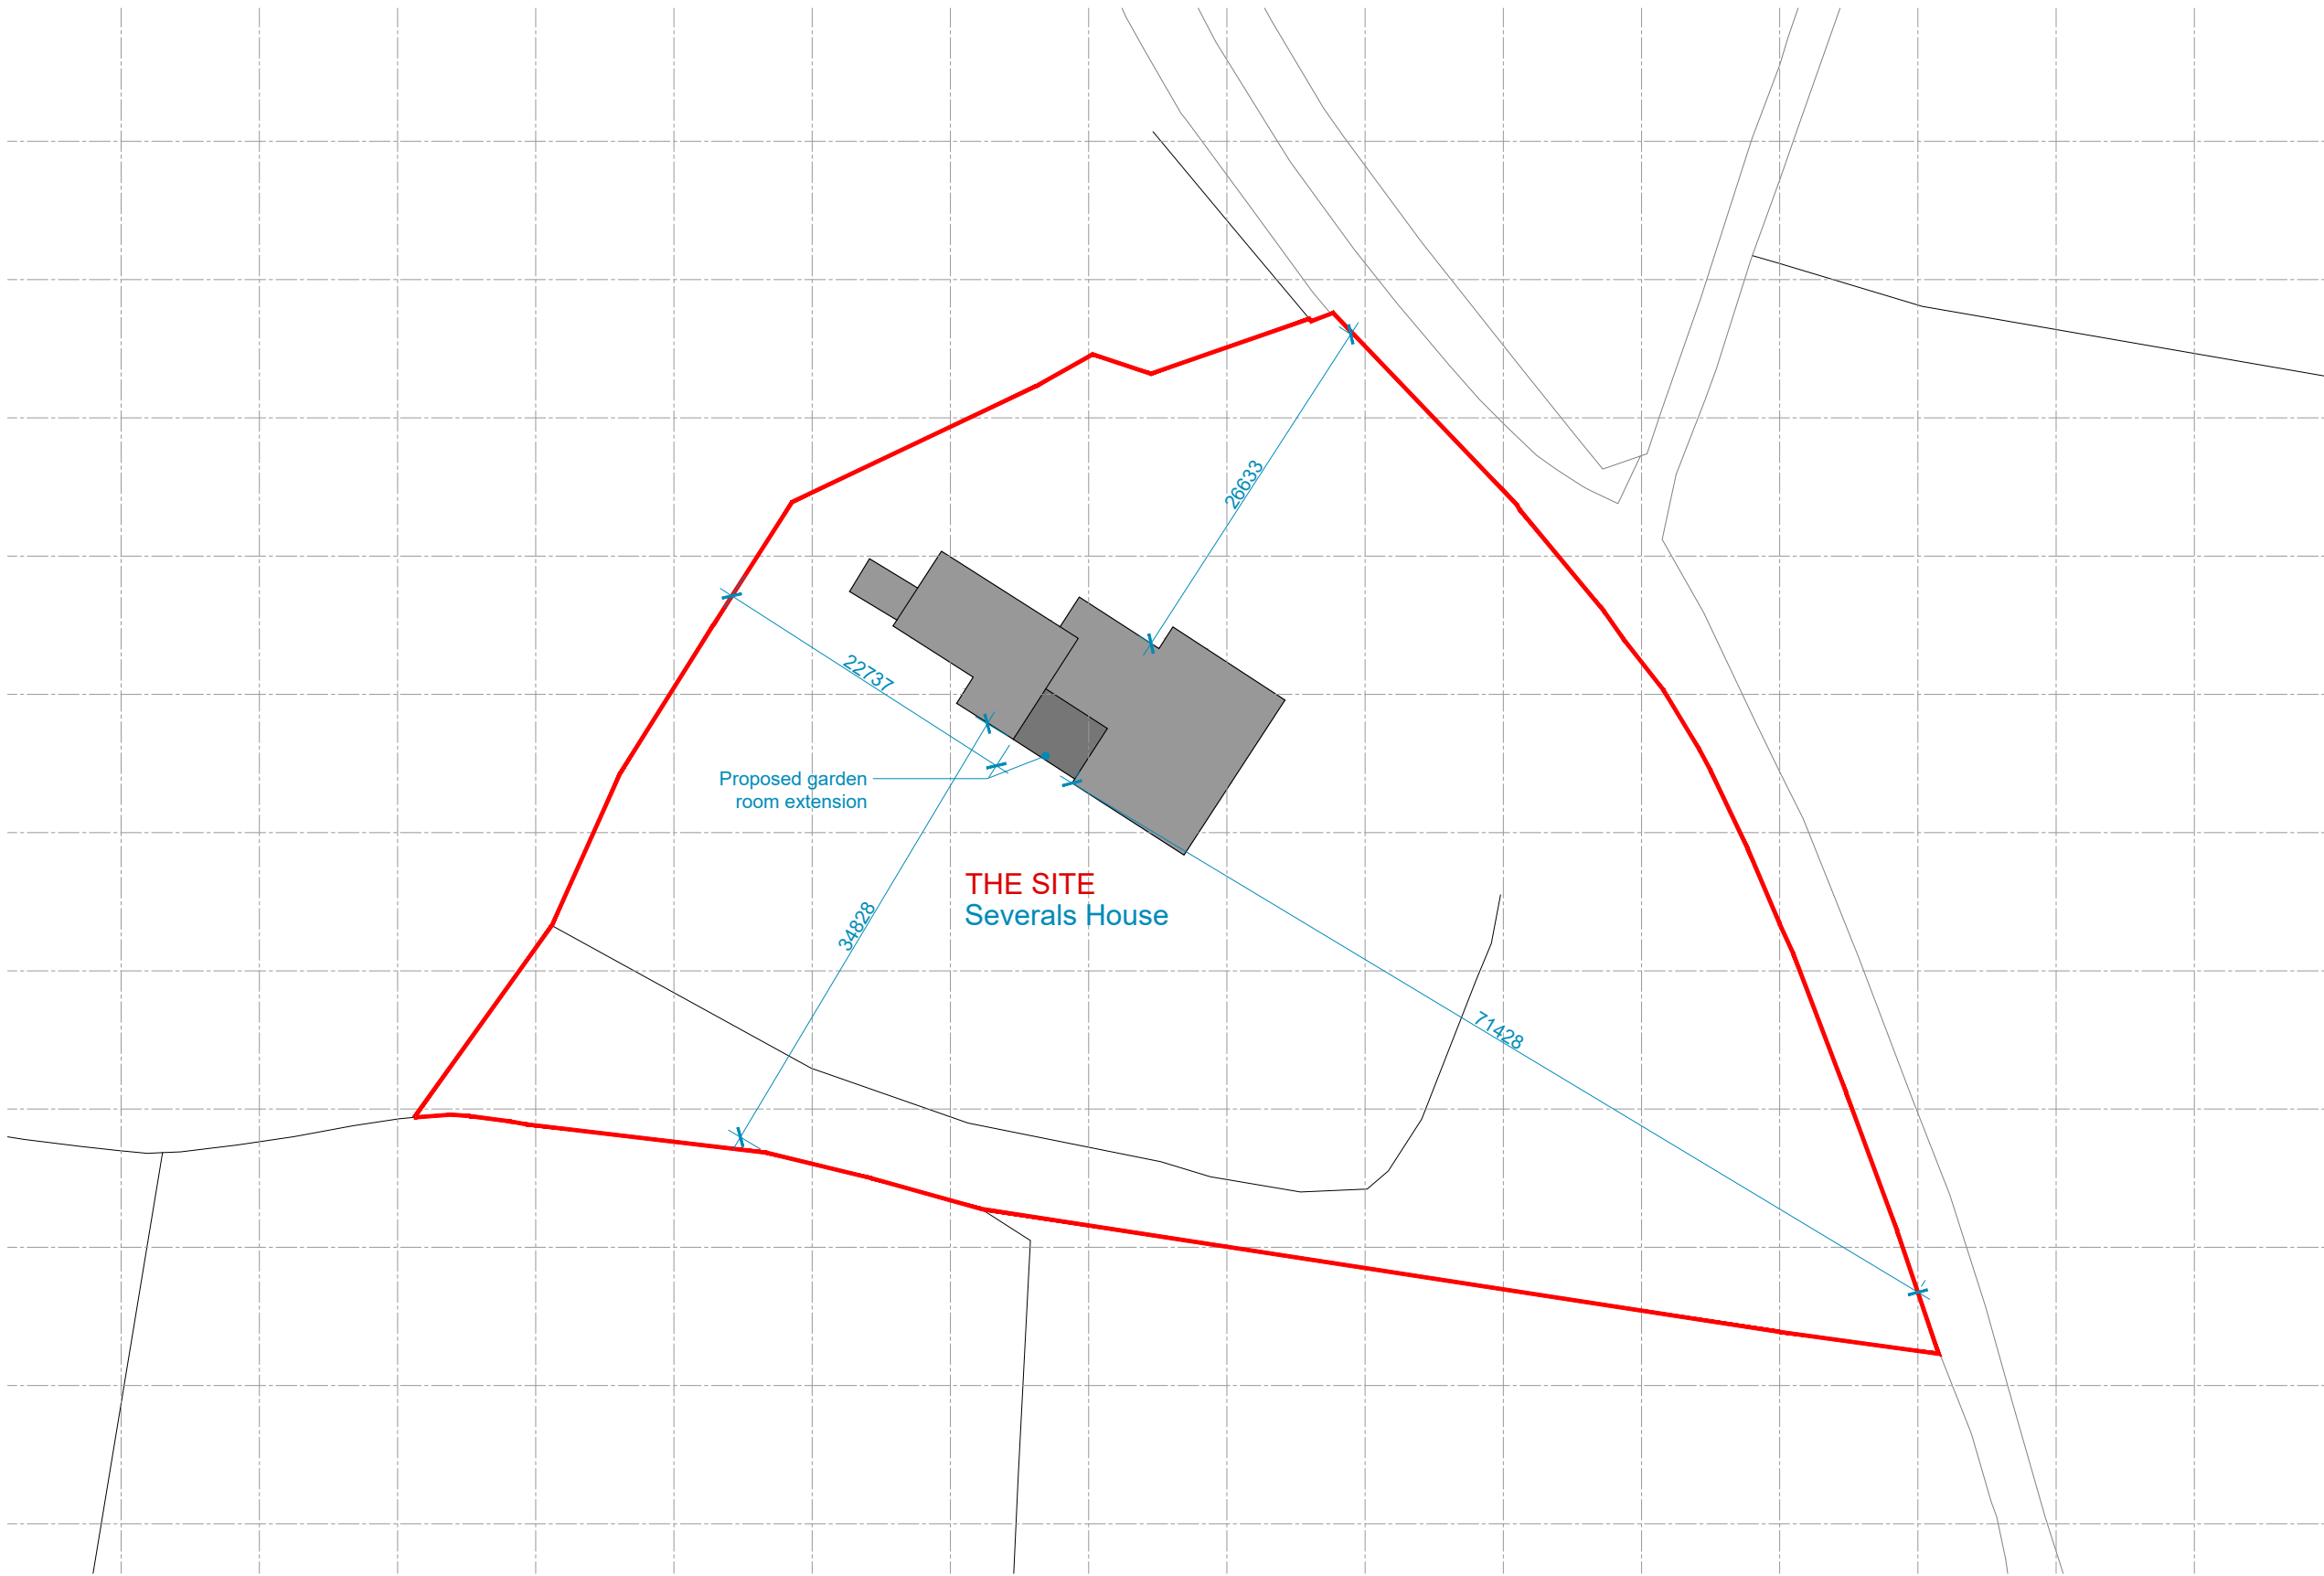 26633
22737
Proposed garden
room extension
THE SITE
Severals House
34828
71428